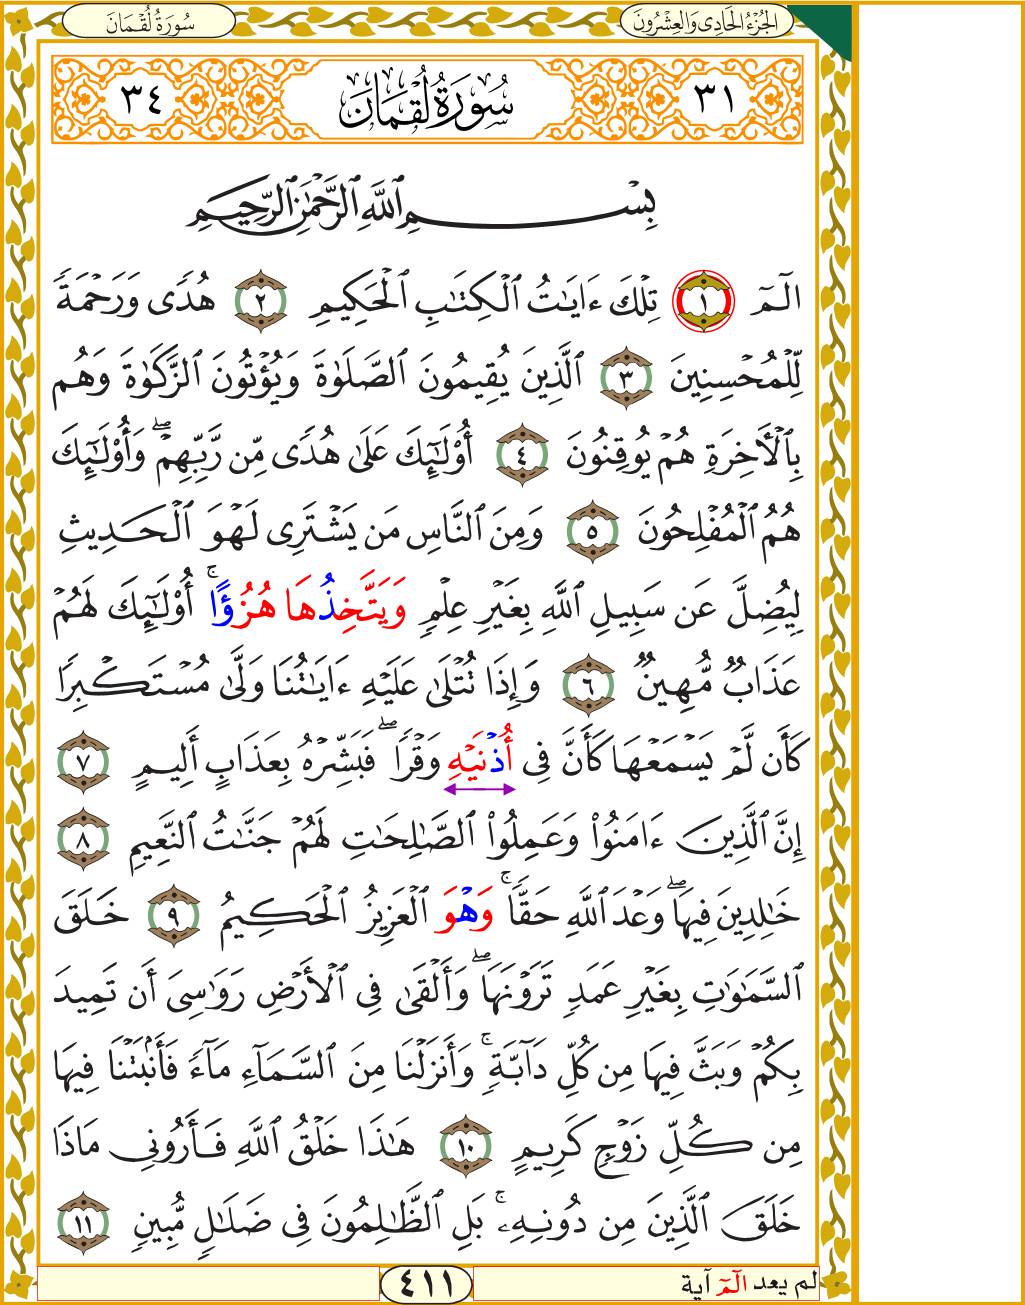 الجُزْءُ الحَادِى وَالعِشْرُونَ
سُورَةُ لُقْمَانَ
٣١ سُورَةُ لُقْمَانَ ٣٤
بِسْمِ ٱللَّهِ ٱلرَّحْمَٰنِ ٱلرَّحِيمِ
الٓمٓ ١ تِلْكَ ءَايَٰتُ ٱلْكِتَٰبِ ٱلْحَكِيمِ ٢ هُدًى وَرَحْمَةً
لِّلْمُحْسِنِينَ ٣ ٱلَّذِينَ يُقِيمُونَ ٱلصَّلَوٰةَ وَيُؤْتُونَ ٱلزَّكَوٰةَ وَهُم
بِٱلْأَخِرَةِ هُمْ يُوقِنُونَ ٤ أُوْلَٰٓئِكَ عَلَىٰ هُدًى مِّن رَّبِّهِمْۖ وَأُوْلَٰٓئِكَ
هُمُ ٱلْمُفْلِحُونَ ٥ وَمِنَ ٱلنَّاسِ مَن يَشْتَرِى لَهْوَ ٱلْحَدِيثِ
لِيُضِلَّ عَن سَبِيلِ ٱللَّهِ بِغَيْرِ عِلْمٍ وَيَتَّخِذُهَا هُزُؤًاۚ أُوْلَٰٓئِكَ لَهُمْ
عَذَابٌ مُّهِينٌ ٦ وَإِذَا تُتْلَىٰ عَلَيْهِ ءَايَٰتُنَا وَلَّىٰ مُسْتَكْبِرًا
كَأَن لَّمْ يَسْمَعْهَا كَأَنَّ فِى أُذْنَيْهِ وَقْرًاۖ فَبَشِّرْهُ بِعَذَابٍ أَلِيمٍ ٧
إِنَّ ٱلَّذِينَ ءَامَنُواْ وَعَمِلُواْ ٱلصَّٰلِحَٰتِ لَهُمْ جَنَّٰتُ ٱلنَّعِيمِ ٨
خَٰلِدِينَ فِيهَاۖ وَعْدَ ٱللَّهِ حَقًّاۚ وَهْوَ ٱلْعَزِيزُ ٱلْحَكِيمُ ٩ خَلَقَ
ٱلسَّمَٰوَٰتِ بِغَيْرِ عَمَدٍ تَرَوْنَهَاۖ وَأَلْقَىٰ فِى ٱلْأَرْضِ رَوَٰسِىَ أَن تَمِيدَ
بِكُمْ وَبَثَّ فِيهَا مِن كُلِّ دَآبَّةٍۚ وَأَنزَلْنَا مِنَ ٱلسَّمَآءِ مَآءً فَأَنۢبَتْنَا فِيهَا
مِن كُلِّ زَوْجٍ كَرِيمٍ ١٠ هَٰذَا خَلْقُ ٱللَّهِ فَأَرُونِى مَاذَا
خَلَقَ ٱلَّذِينَ مِن دُونِهِۦۚ بَلِ ٱلظَّٰلِمُونَ فِى ضَلَٰلٍ مُّبِينٍ ١١
لم يعد الٓمٓ آية
٤١١